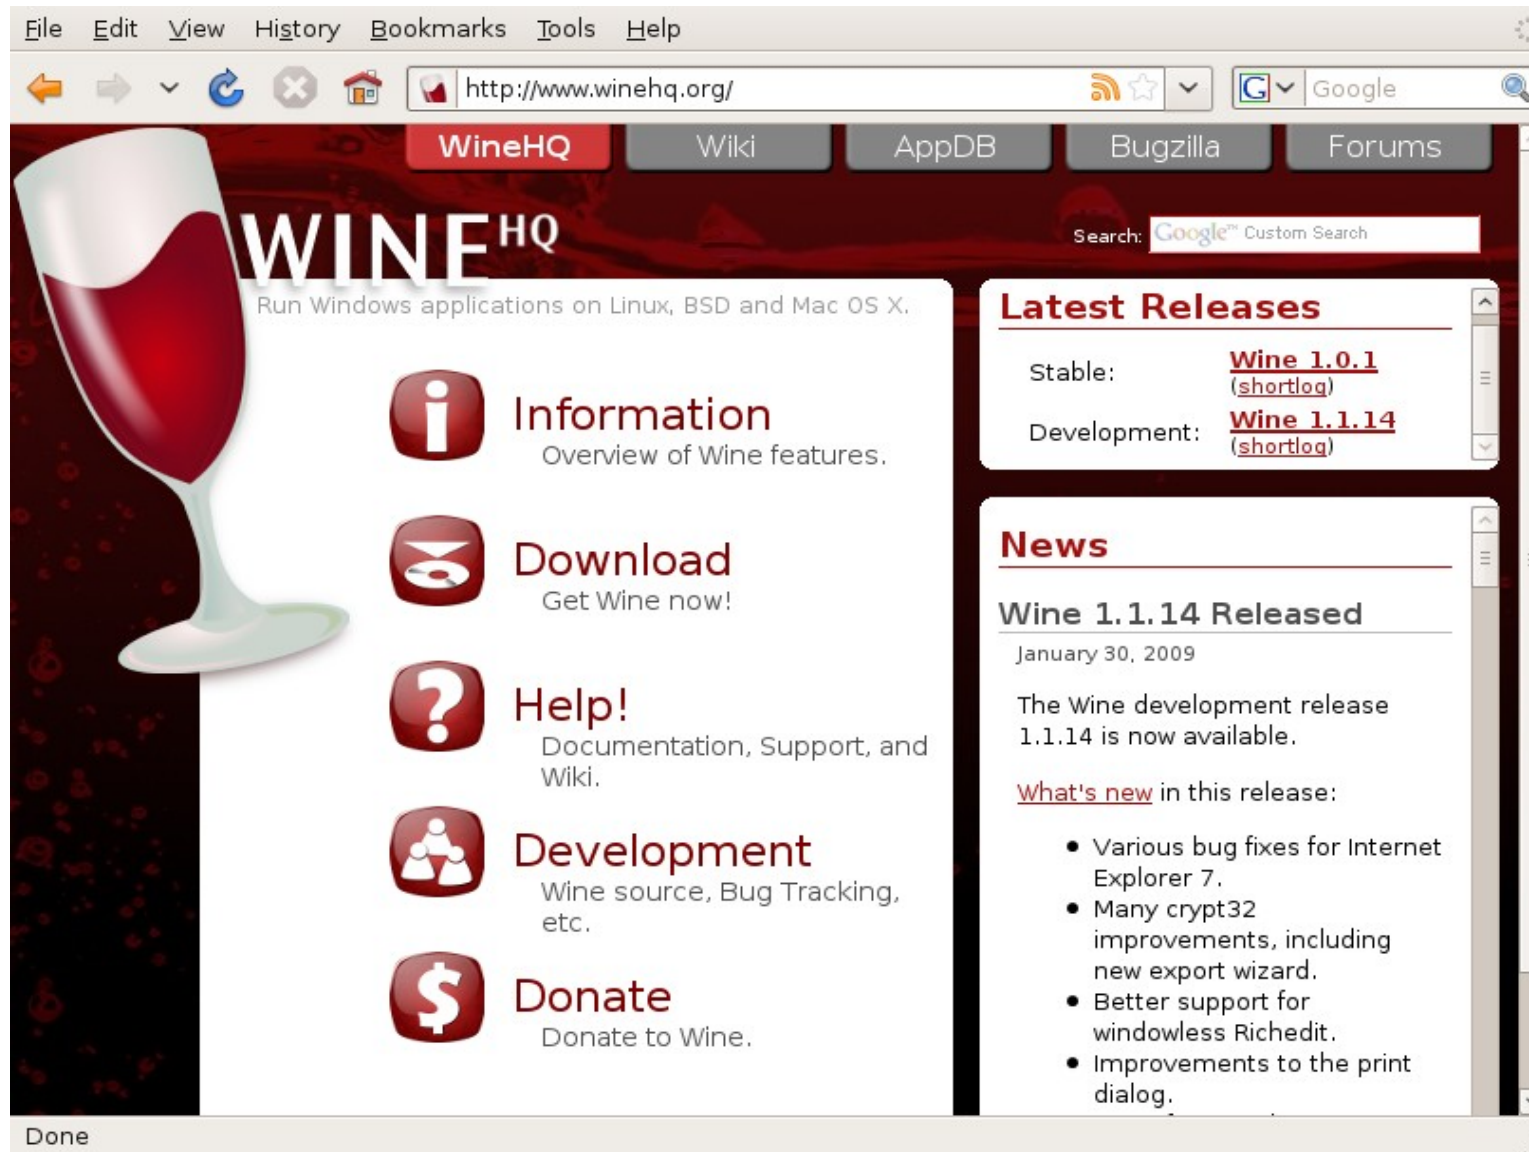 File Edit View History Bookmarks Tools Help
http://www.winehq.org/
G Google
WineHQ Wiki AppDB Bugzilla Forums
WINE HQ
Search: Google™ Custom Search
Run Windows applications on Linux, BSD and Mac OS X.
Information
Overview of Wine features.
Download
Get Wine now!
Help!
Documentation, Support, and
Wiki.
Development
Wine source, Bug Tracking,
etc.
Donate
Donate to Wine.
Latest Releases
Stable: Wine 1.0.1
(shortlog)
Development: Wine 1.1.14
(shortlog)
News
Wine 1.1.14 Released
January 30, 2009
The Wine development release
1.1.14 is now available.
What's new in this release:
• Various bug fixes for Internet
Explorer 7.
• Many crypt32
improvements, including
new export wizard.
• Better support for
windowless Richedit.
• Improvements to the print
dialog.
Done